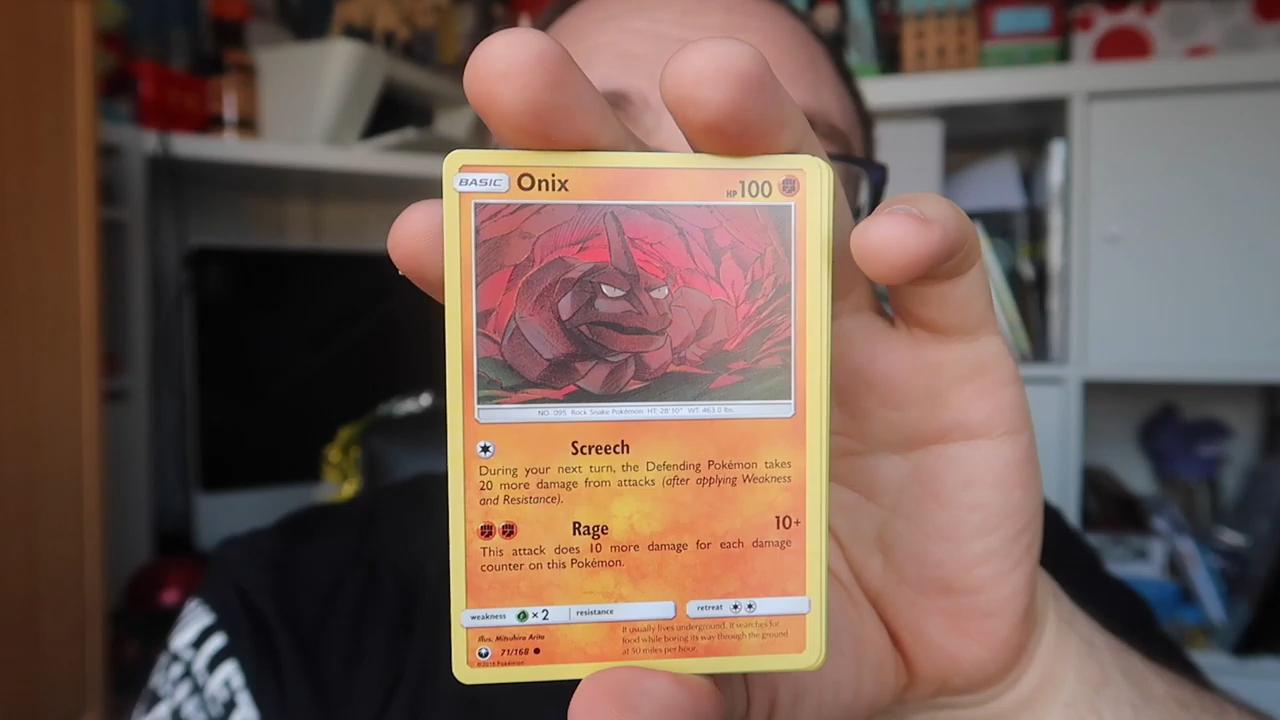 BASIC Onix HP 100
NO. 095 Rock Snake Pokémon HT: 28'10" WT: 463.0 lbs.
Screech
During your next turn, the Defending Pokémon takes
20 more damage from attacks (after applying Weakness
and Resistance).
Rage 10+
This attack does 10 more damage for each damage
counter on this Pokémon.
weakness ×2 resistance retreat
Illus. Mitsuhiro Arita
71/168
©2018 Pokémon
It usually lives underground. It searches for
food while boring its way through the ground
at 50 miles per hour.